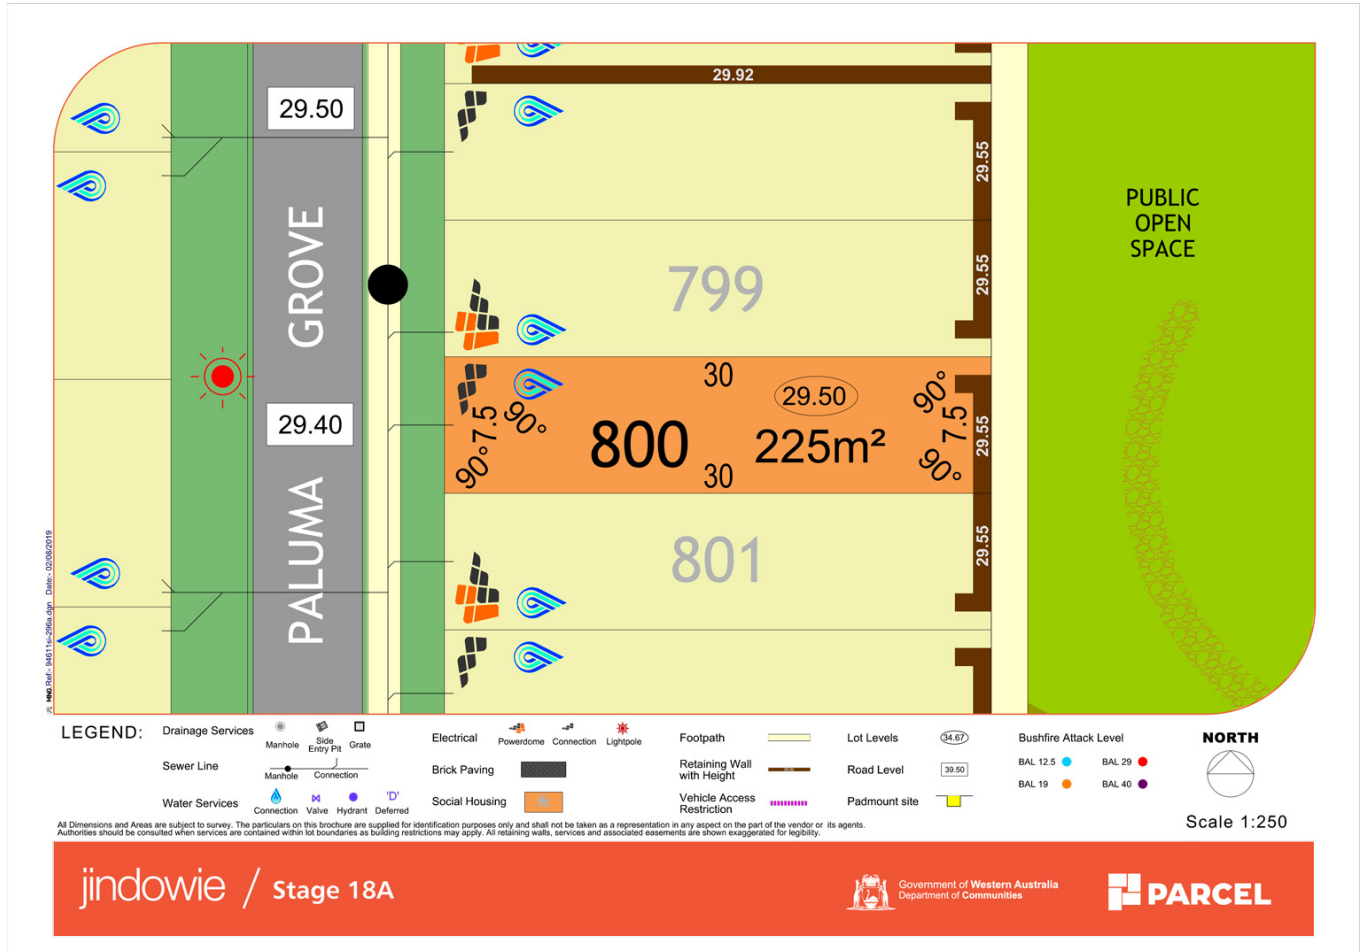 29.92
29.50
29.55
PUBLIC
OPEN
SPACE
GROVE
799
29.55
30
29.50
90°
7.5
90°
90°
7.5
90°
29.55
29.40
800
225m²
30
PALUMA
801
29.55
MNG Ref:- 94611si-296a.dgn Date:- 02/08/2019
LEGEND:
Drainage Services
Manhole
Side
Entry Pit
Grate
Sewer Line
Manhole
Connection
Water Services
Connection
Valve
Hydrant
'D'
Deferred
Electrical
Powerdome
Connection
Lightpole
Brick Paving
Social Housing
Footpath
Retaining Wall
with Height
Vehicle Access
Restriction
Lot Levels
34.67
Road Level
39.50
Padmount site
Bushfire Attack Level
BAL 12.5
BAL 29
BAL 19
BAL 40
NORTH
Scale 1:250
All Dimensions and Areas are subject to survey. The particulars on this brochure are supplied for identification purposes only and shall not be taken as a representation in any aspect on the part of the vendor or its agents.
Authorities should be consulted when services are contained within lot boundaries as building restrictions may apply. All retaining walls, services and associated easements are shown exaggerated for legibility.
jindowie / Stage 18A
Government of Western Australia
Department of Communities
PARCEL